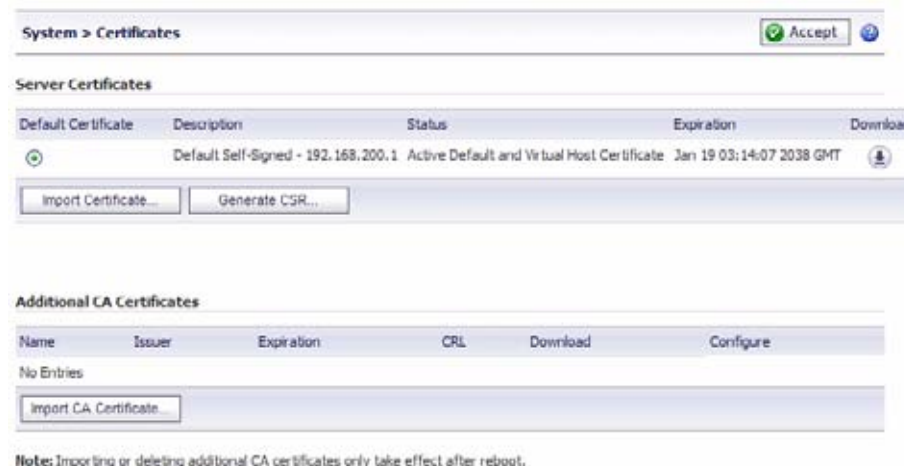 System > Certificates
Accept
Server Certificates
Default Certificate Description Status Expiration Downloa
Default Self-Signed - 192.168.200.1 Active Default and Virtual Host Certificate Jan 19 03:14:07 2038 GMT
Import Certificate... Generate CSR...
Additional CA Certificates
Name Issuer Expiration CRL Download Configure
No Entries
Import CA Certificate...
Note: Importing or deleting additional CA certificates only take effect after reboot.